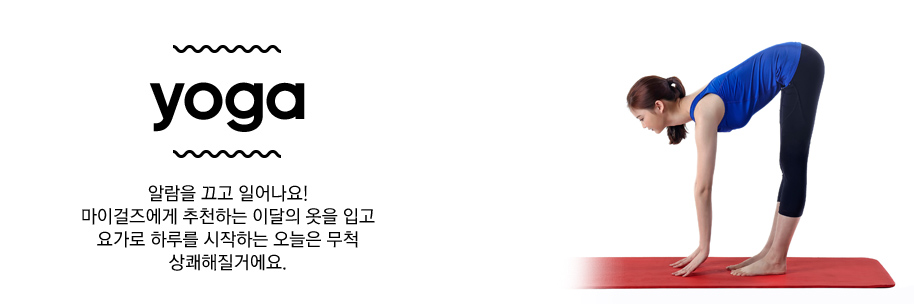 yoga
알람을 끄고 일어나요!
마이걸즈에게 추천하는 이달의 옷을 입고
요가로 하루를 시작하는 오늘은 무척
상쾌해질거에요.